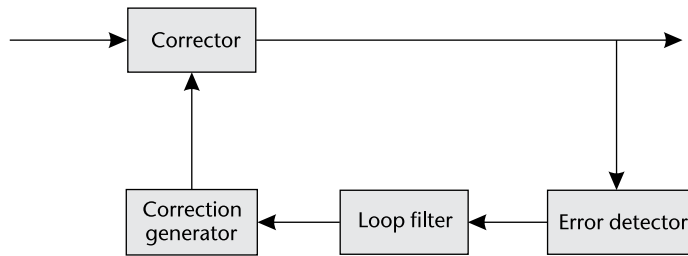 Corrector
Correction
generator
Loop filter
Error detector